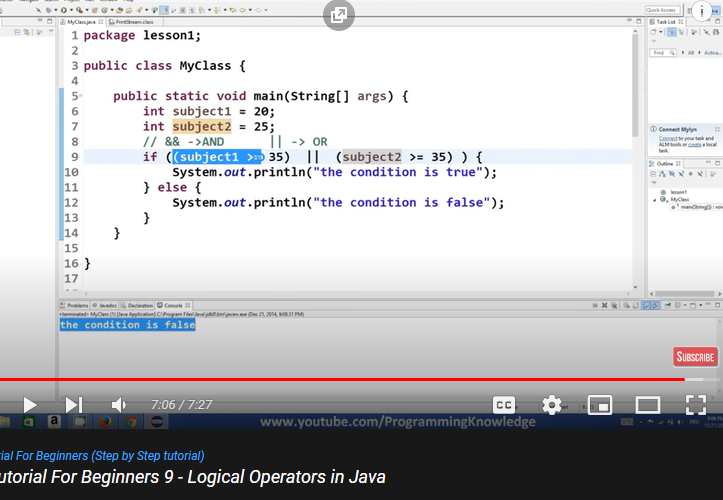 Quick Access
MyClass.java PrintStream.class
Task List
1 package lesson1;
2
3 public class MyClass {
4
5 public static void main(String[] args) {
6 int subject1 = 20;
7 int subject2 = 25;
8 // && ->AND || -> OR
9 if ((subject1 >= 35) || (subject2 >= 35) ) {
10 System.out.println("the condition is true");
11 } else {
12 System.out.println("the condition is false");
13 }
14 }
15
16 }
17
Find All
Connect Mylyn
Connect to your task and
ALM tools or create a local
task.
Outline
lesson1
MyClass
main(String[]) : voi
Problems Javadoc Declaration Console
<terminated> MyClass (1) [Java Application] C:\Program Files\Java\jdk8\bin\javaw.exe (Dec 21, 2014, 9:09:31 PM)
the condition is false
SUBSCRIBE
7:06 / 7:27
CC
www.youtube.com/ProgrammingKnowledge
ial For Beginners (Step by Step tutorial)
utorial For Beginners 9 - Logical Operators in Java